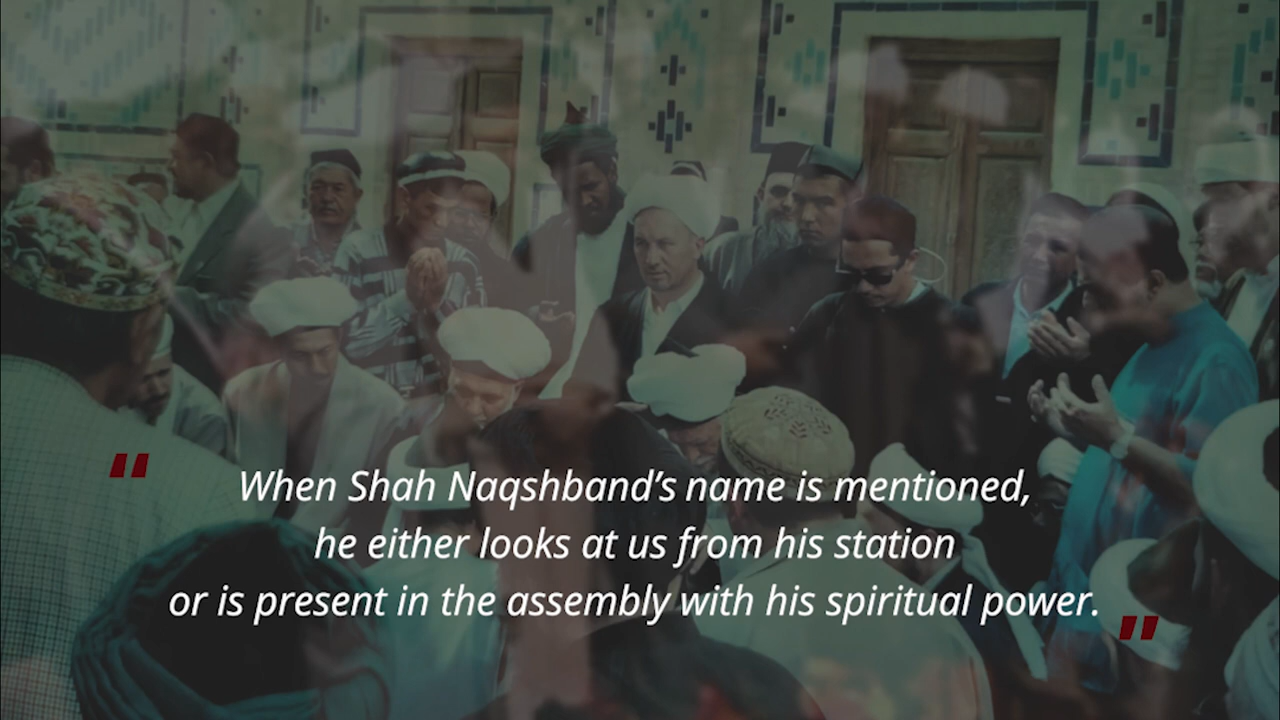 "When Shah Naqshband’s name is mentioned,
he either looks at us from his station
or is present in the assembly with his spiritual power."